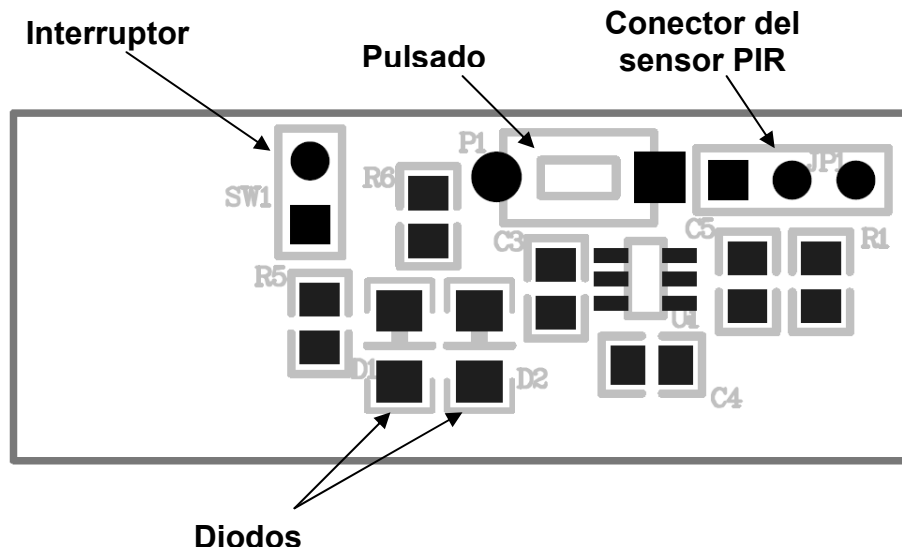 Conector del
sensor PIR
Interruptor
Pulsado
P1
JP1
R6
SW1
C3
C5
R1
R5
U1
D1
D2
C4
Diodos